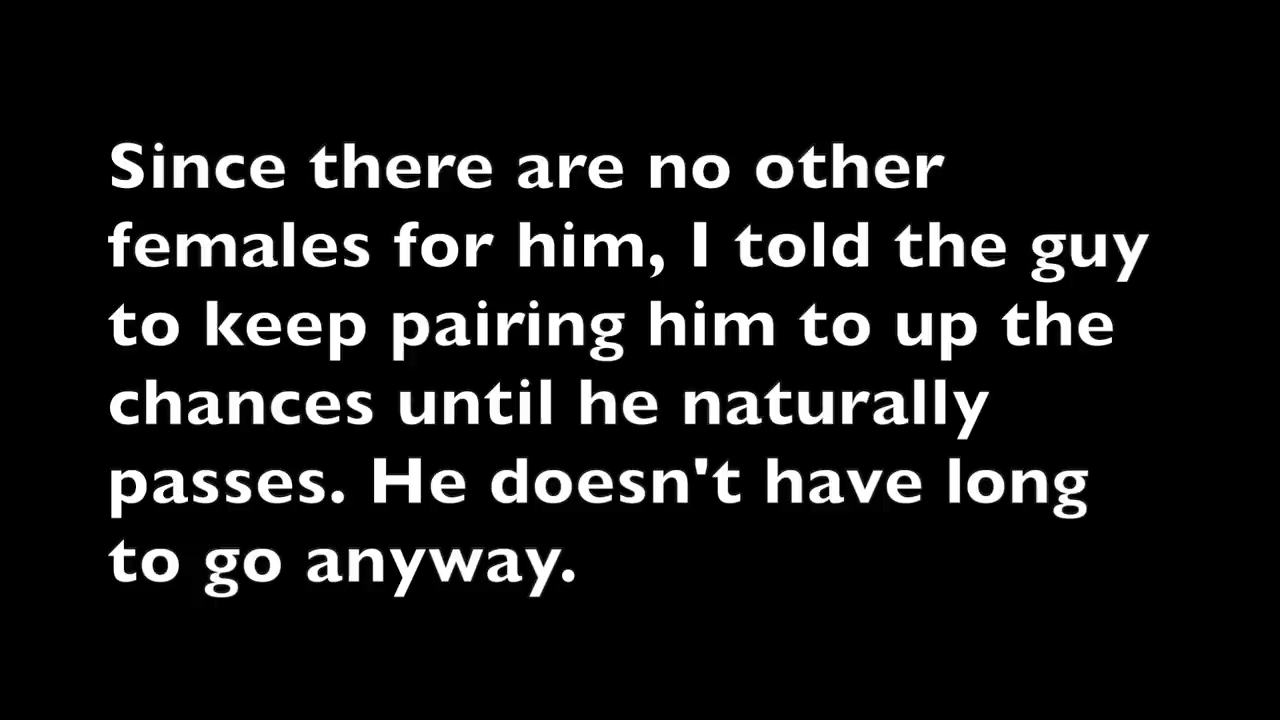 Since there are no other
females for him, I told the guy
to keep pairing him to up the
chances until he naturally
passes. He doesn't have long
to go anyway.